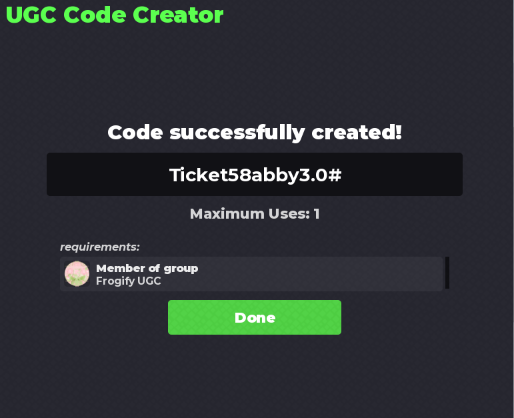 UGC Code Creator
Code successfully created!
Ticket58abby3.0#
Maximum Uses: 1
requirements:
Member of group
Frogify UGC
Done